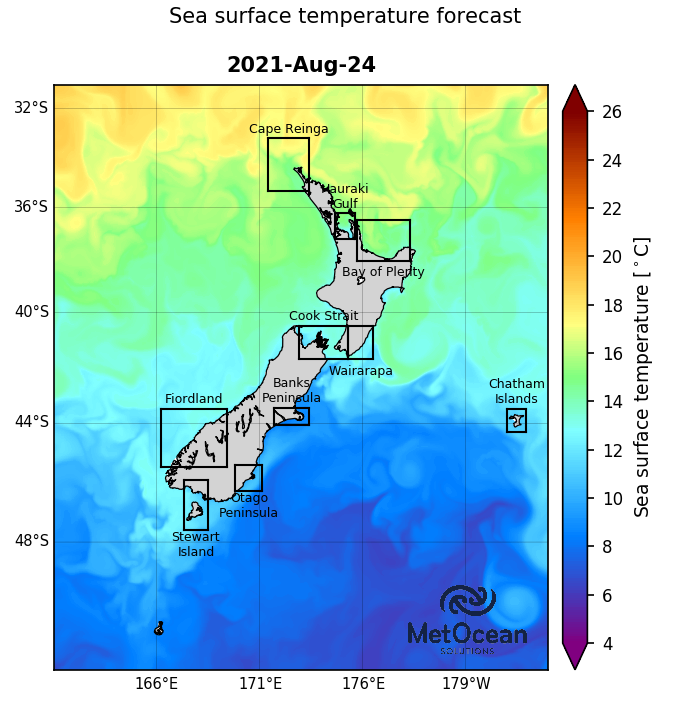 Sea surface temperature forecast
2021-Aug-24
32°S
36°S
40°S
44°S
48°S
166°E
171°E
176°E
179°W
Cape Reinga
Hauraki
Gulf
Bay of Plenty
Cook Strait
Wairarapa
Banks
Peninsula
Chatham
Islands
Fiordland
Otago
Peninsula
Stewart
Island
MetOcean
SOLUTIONS
26
24
22
20
18
16
14
12
10
8
6
4
Sea surface temperature [°C]